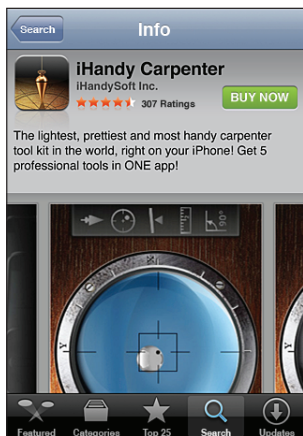 Search
Info
iHandy Carpenter
iHandySoft Inc.
307 Ratings
BUY NOW
The lightest, prettiest and most handy carpenter
tool kit in the world, right on your iPhone! Get 5
professional tools in ONE app!
90°
Y
Y
Featured Categories Top 25 Search Updates